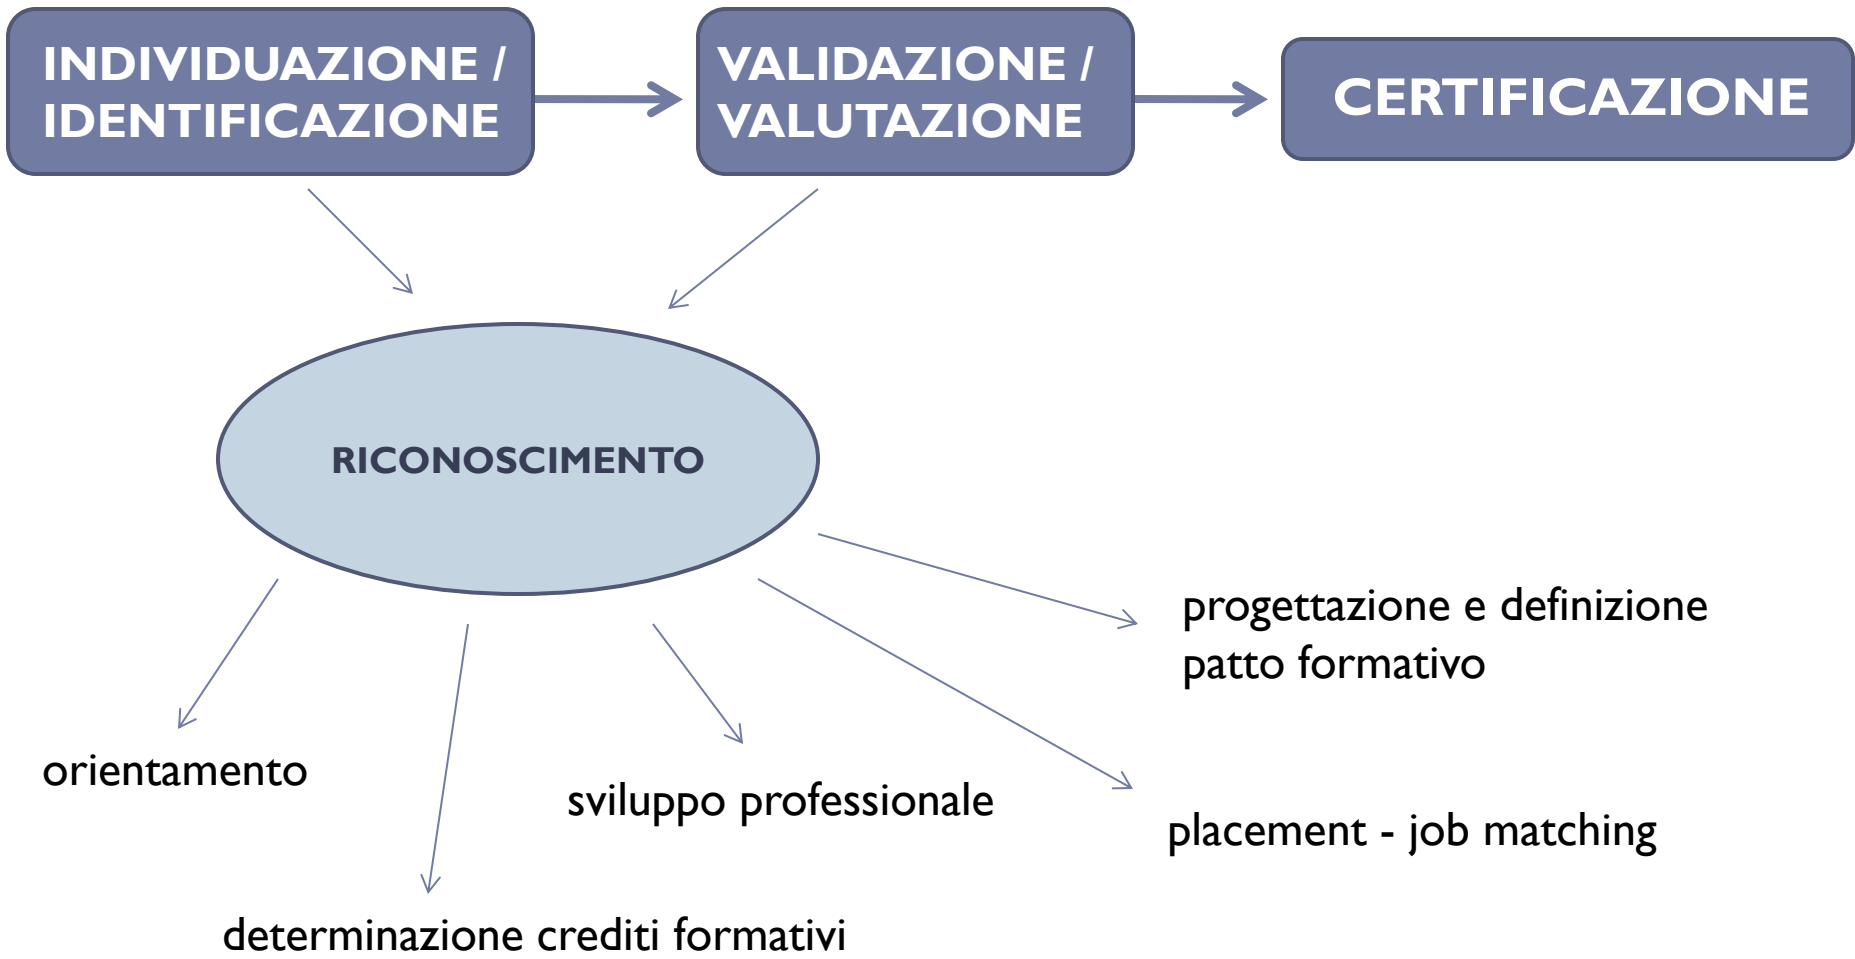 INDIVIDUAZIONE /
IDENTIFICAZIONE
VALIDAZIONE /
VALUTAZIONE
CERTIFICAZIONE
RICONOSCIMENTO
progettazione e definizione
patto formativo
orientamento
sviluppo professionale
placement - job matching
determinazione crediti formativi